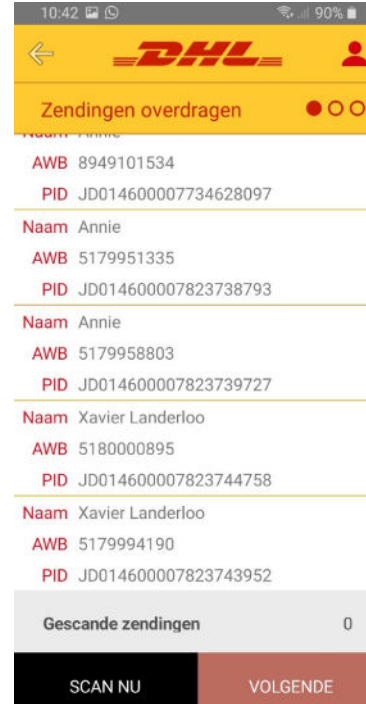 10:42 90%
DHL
Zendingen overdragen
Naam Annie
AWB 8949101534
PID JD014600007734628097
Naam Annie
AWB 5179951335
PID JD014600007823738793
Naam Annie
AWB 5179958803
PID JD014600007823739727
Naam Xavier Landerloo
AWB 5180000895
PID JD014600007823744758
Naam Xavier Landerloo
AWB 5179994190
PID JD014600007823743952
Gescande zendingen 0
SCAN NU VOLGENDE